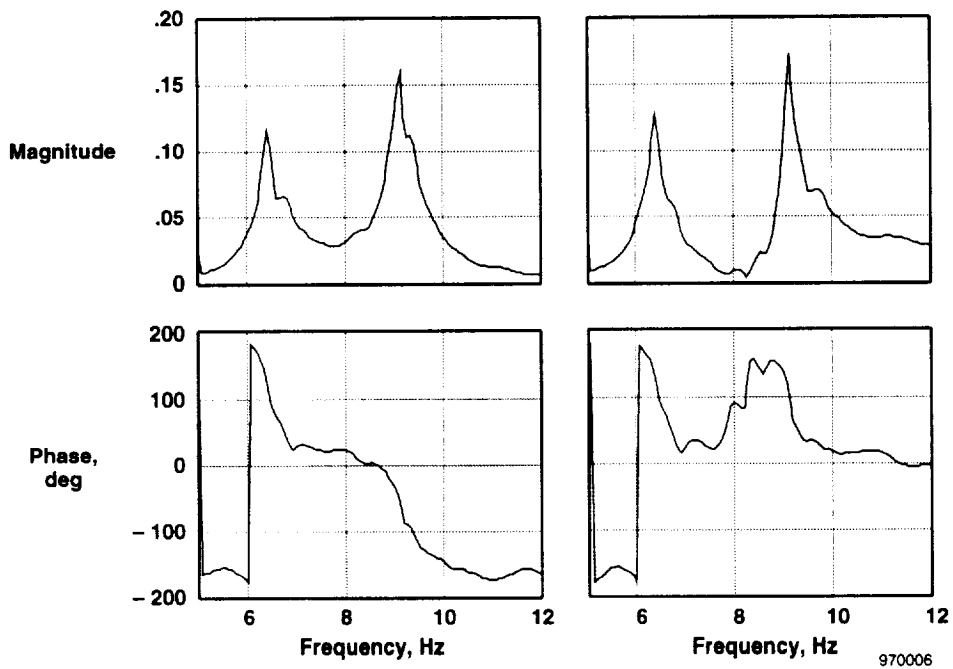 .20
.15
Magnitude
.10
.05
0
200
100
Phase,
deg
0
– 100
– 200
6 8 10 12
6 8 10 12
Frequency, Hz
Frequency, Hz
970006